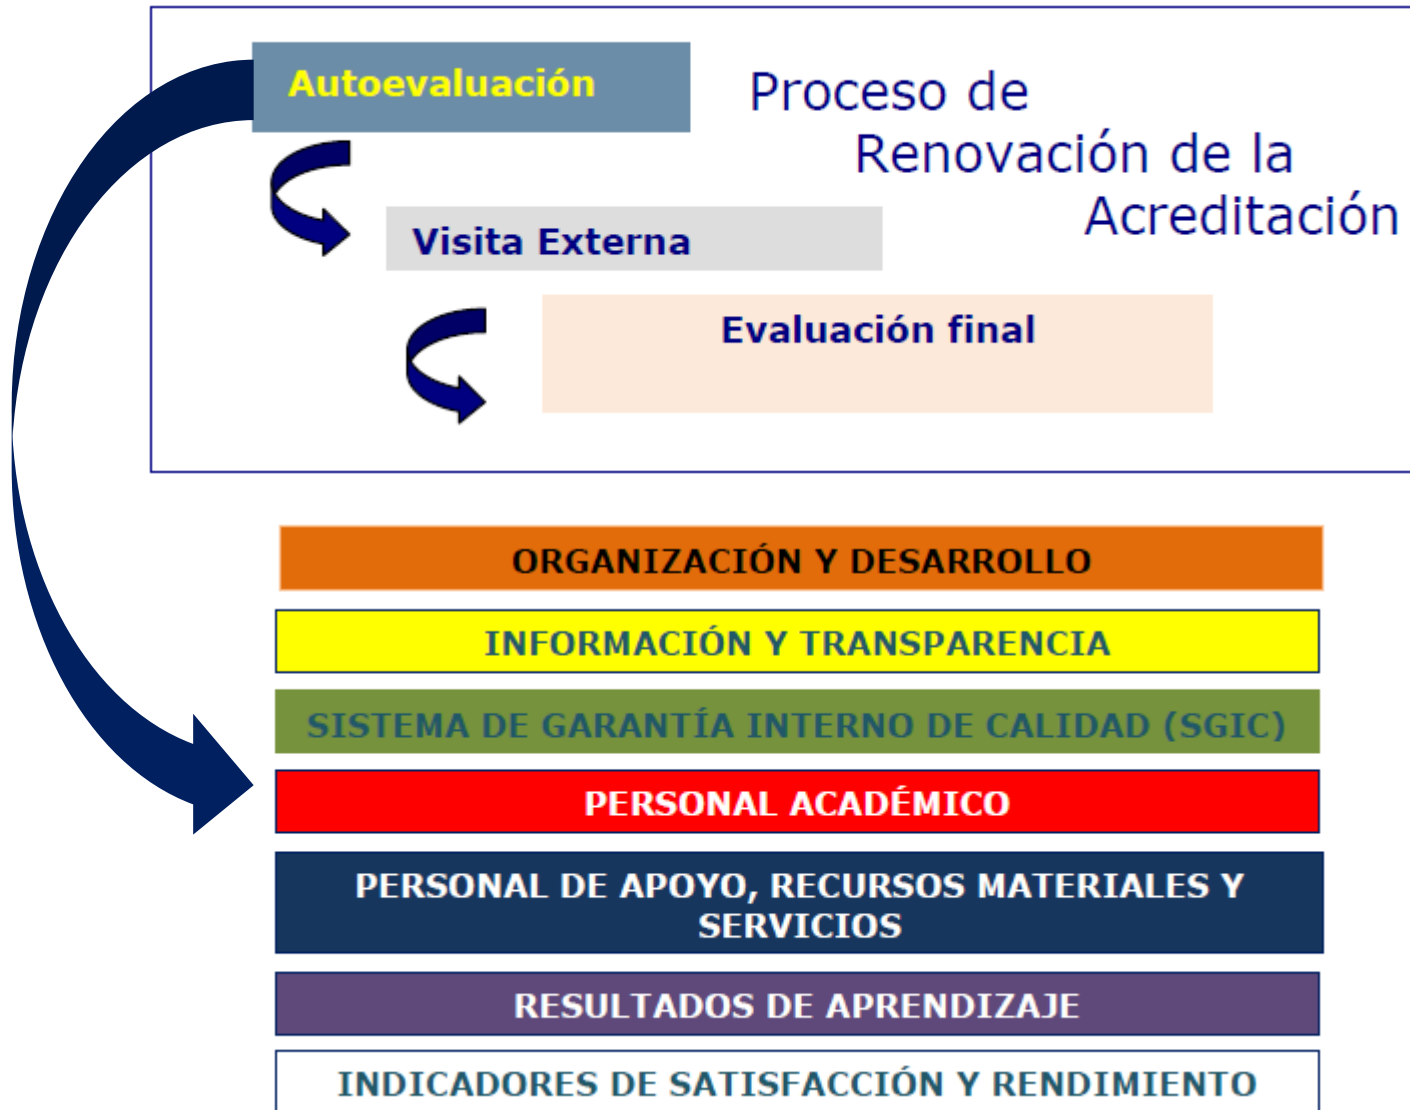 Autoevaluación
Proceso de
Renovación de la
Acreditación
Visita Externa
Evaluación final
ORGANIZACIÓN Y DESARROLLO
INFORMACIÓN Y TRANSPARENCIA
SISTEMA DE GARANTÍA INTERNO DE CALIDAD (SGIC)
PERSONAL ACADÉMICO
PERSONAL DE APOYO, RECURSOS MATERIALES Y
SERVICIOS
RESULTADOS DE APRENDIZAJE
INDICADORES DE SATISFACCIÓN Y RENDIMIENTO